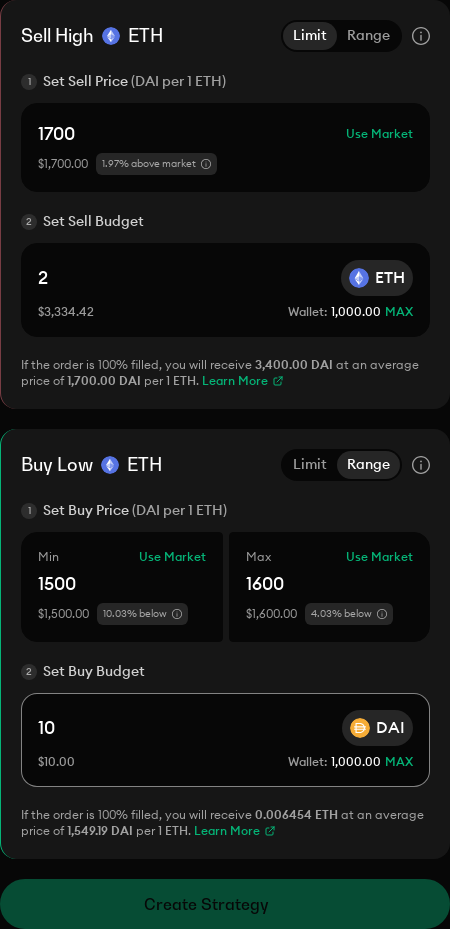 Sell High ETH Limit Range
1 Set Sell Price (DAI per 1 ETH)
1700 Use Market
$1,700.00 1.97% above market
2 Set Sell Budget
2 ETH
$3,334.42 Wallet: 1,000.00 MAX
If the order is 100% filled, you will receive 3,400.00 DAI at an average
price of 1,700.00 DAI per 1 ETH. Learn More
Buy Low ETH Limit Range
1 Set Buy Price (DAI per 1 ETH)
Min Use Market Max Use Market
1500 1600
$1,500.00 10.03% below $1,600.00 4.03% below
2 Set Buy Budget
10 DAI
$10.00 Wallet: 1,000.00 MAX
If the order is 100% filled, you will receive 0.006454 ETH at an average
price of 1,549.19 DAI per 1 ETH. Learn More
Create Strategy